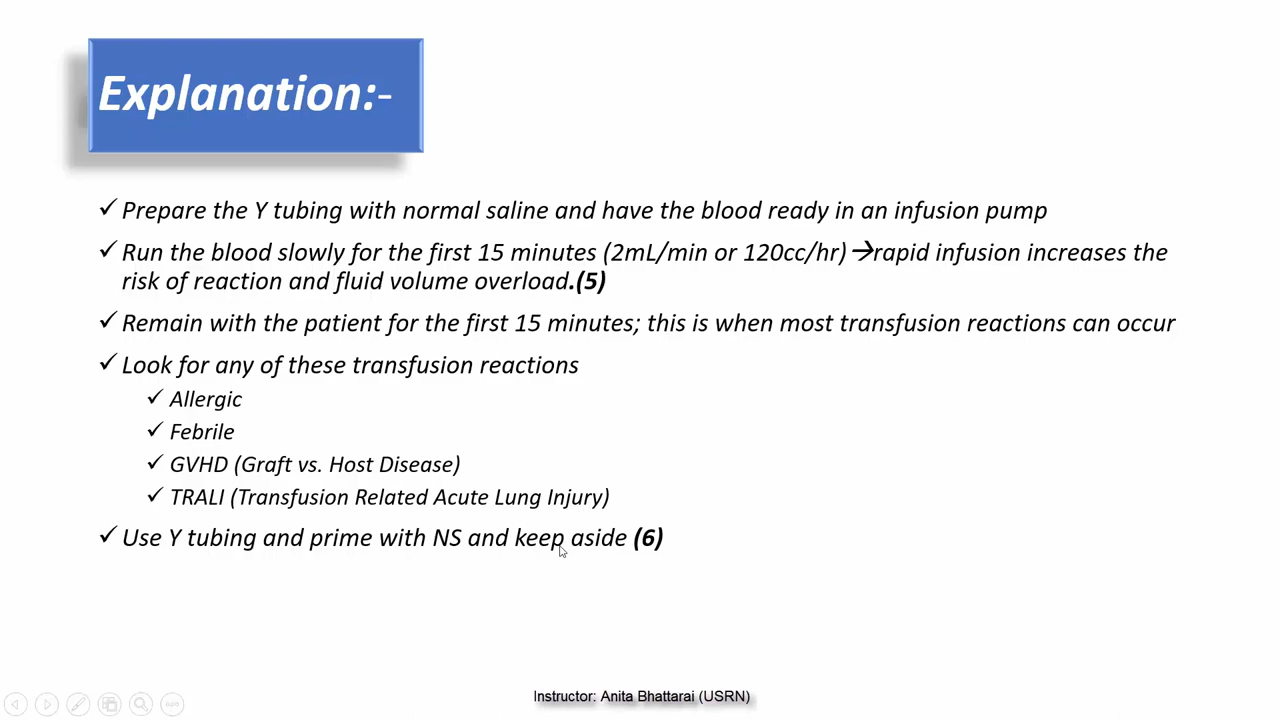 Explanation:-
✓ Prepare the Y tubing with normal saline and have the blood ready in an infusion pump
✓ Run the blood slowly for the first 15 minutes (2mL/min or 120cc/hr)→rapid infusion increases the
risk of reaction and fluid volume overload.(5)
✓ Remain with the patient for the first 15 minutes; this is when most transfusion reactions can occur
✓ Look for any of these transfusion reactions
✓ Allergic
✓ Febrile
✓ GVHD (Graft vs. Host Disease)
✓ TRALI (Transfusion Related Acute Lung Injury)
✓ Use Y tubing and prime with NS and keep aside (6)
Instructor: Anita Bhattarai (USRN)